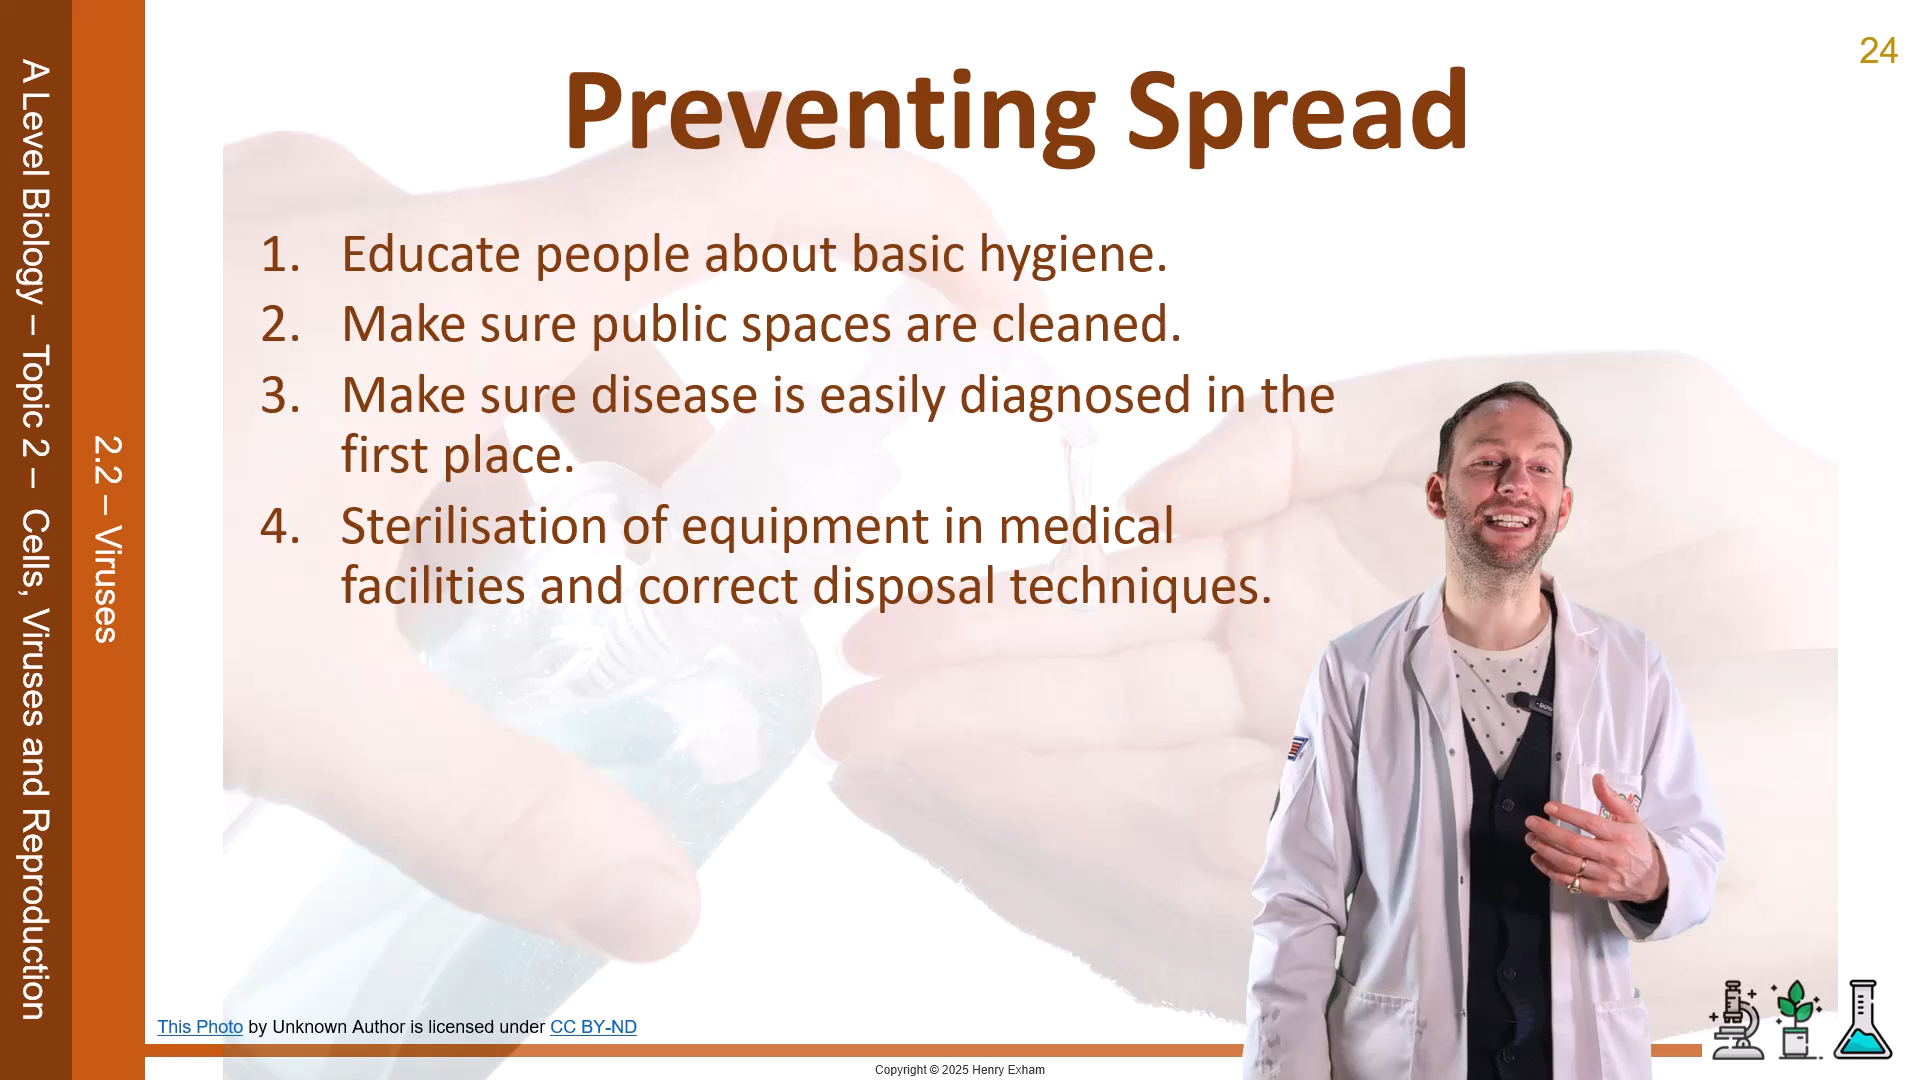 A Level Biology – Topic 2 – Cells, Viruses and Reproduction
2.2 – Viruses
24
Preventing Spread
1. Educate people about basic hygiene.
2. Make sure public spaces are cleaned.
3. Make sure disease is easily diagnosed in the
first place.
4. Sterilisation of equipment in medical
facilities and correct disposal techniques.
This Photo by Unknown Author is licensed under CC BY-ND
Copyright © 2025 Henry Exham